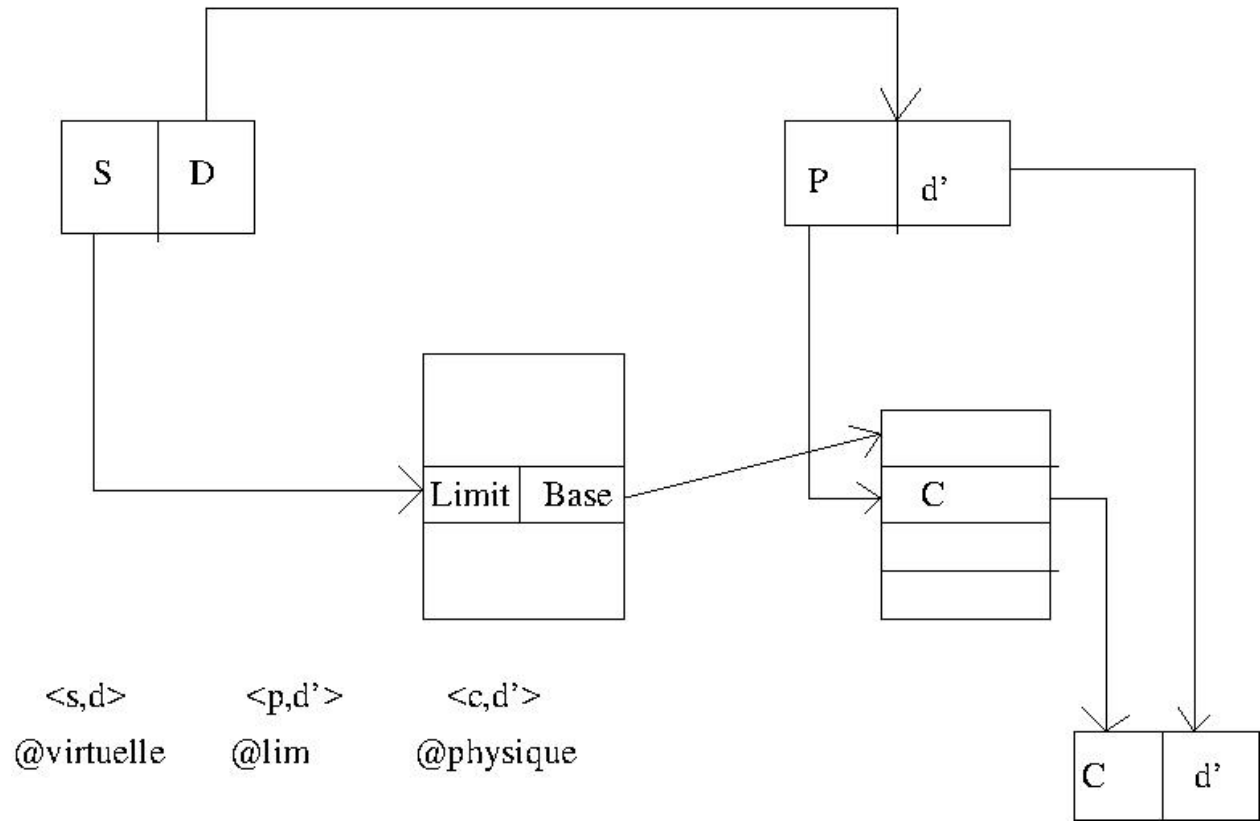 S D
P d’
Limit Base
C
<s,d> <p,d’> <c,d’>
@virtuelle @lim @physique
C d’